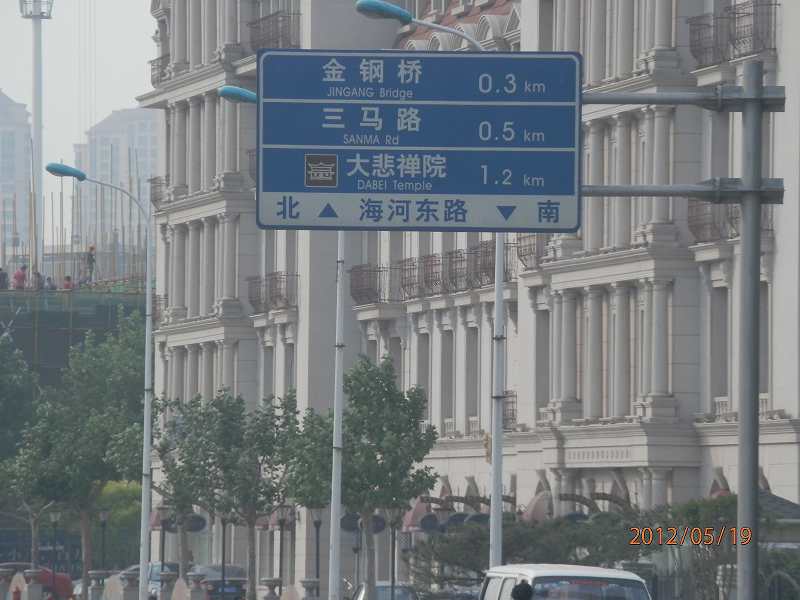 金钢桥 0.3 km
JINGANG Bridge
三马路 0.5 km
SANMA Rd
大悲禅院 1.2 km
DABEI Temple
北 ▲ 海河东路 ▼ 南
2012/05/19